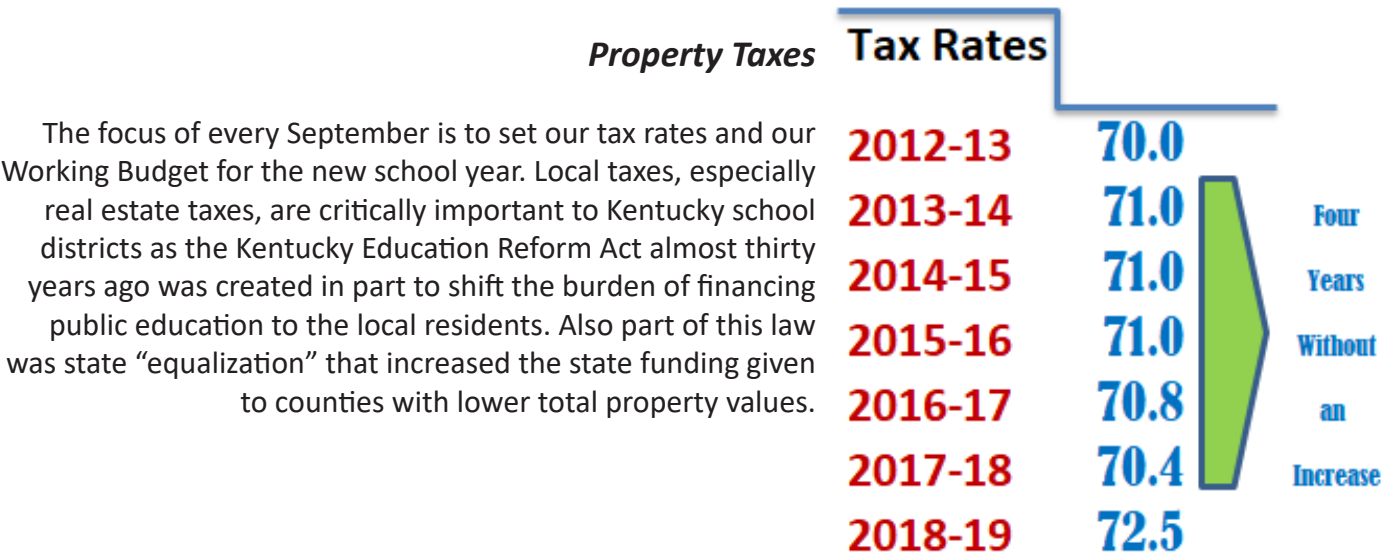 Property Taxes
The focus of every September is to set our tax rates and our
Working Budget for the new school year. Local taxes, especially
real estate taxes, are critically important to Kentucky school
districts as the Kentucky Education Reform Act almost thirty
years ago was created in part to shift the burden of financing
public education to the local residents. Also part of this law
was state “equalization” that increased the state funding given
to counties with lower total property values.
Tax Rates
2012-13 70.0
2013-14 71.0
2014-15 71.0
2015-16 71.0
2016-17 70.8
2017-18 70.4
2018-19 72.5
Four
Years
Without
an
Increase